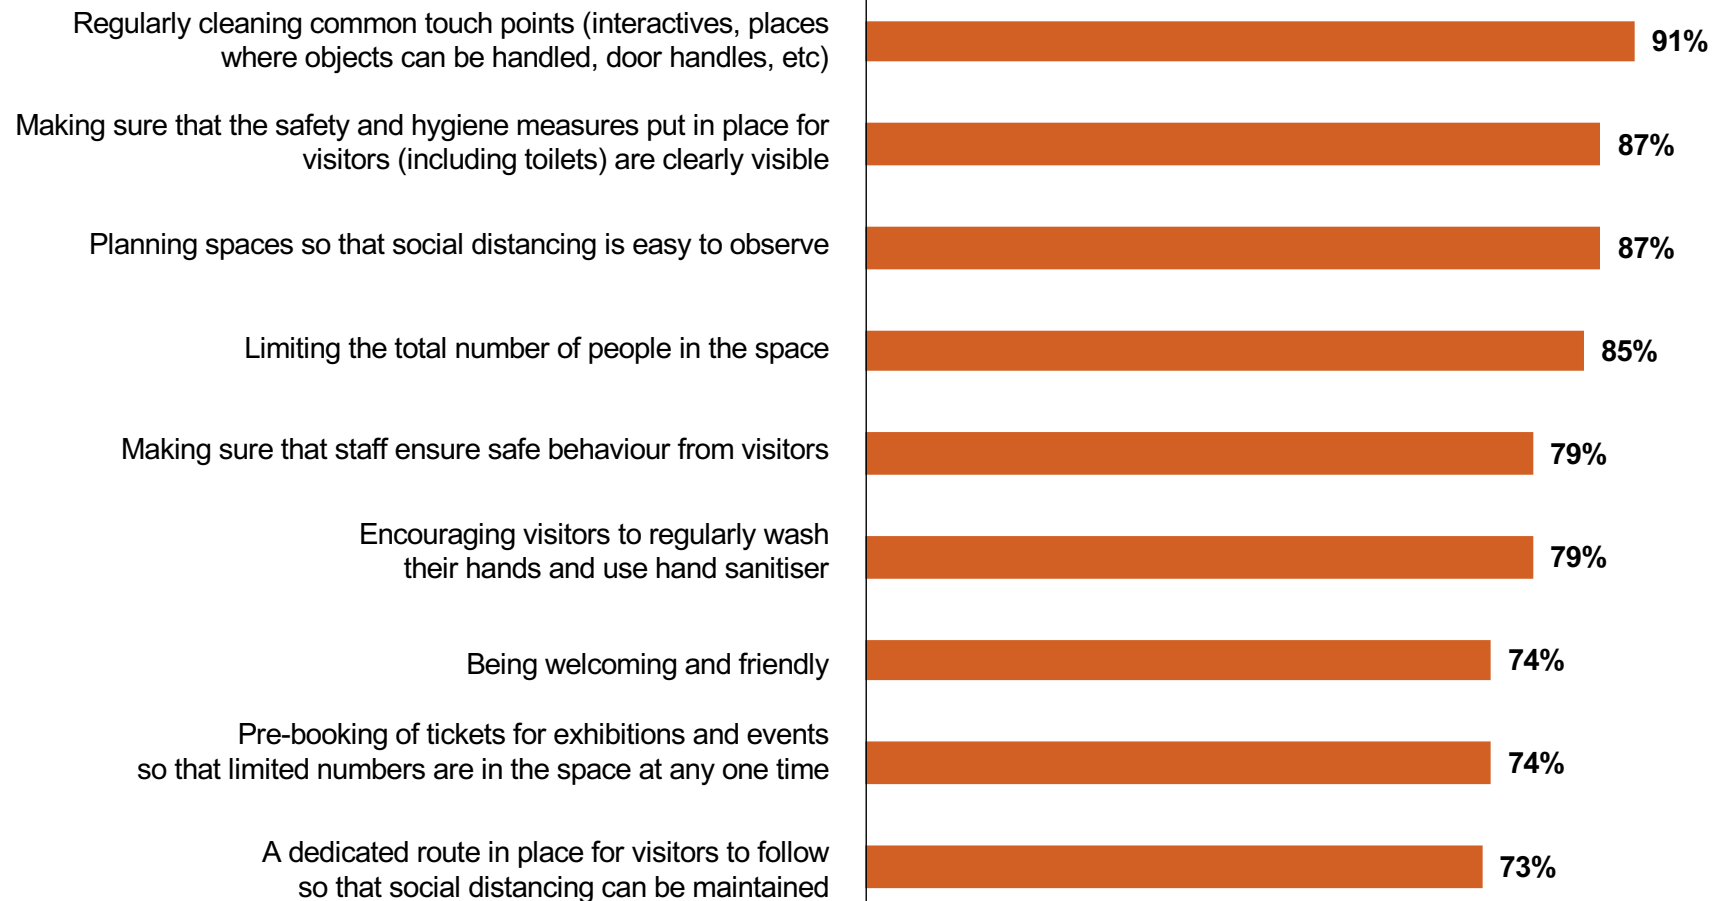 Regularly cleaning common touch points (interactives, places
where objects can be handled, door handles, etc)
91%
Making sure that the safety and hygiene measures put in place for
visitors (including toilets) are clearly visible
87%
Planning spaces so that social distancing is easy to observe
87%
Limiting the total number of people in the space
85%
Making sure that staff ensure safe behaviour from visitors
79%
Encouraging visitors to regularly wash
their hands and use hand sanitiser
79%
Being welcoming and friendly
74%
Pre-booking of tickets for exhibitions and events
so that limited numbers are in the space at any one time
74%
A dedicated route in place for visitors to follow
so that social distancing can be maintained
73%